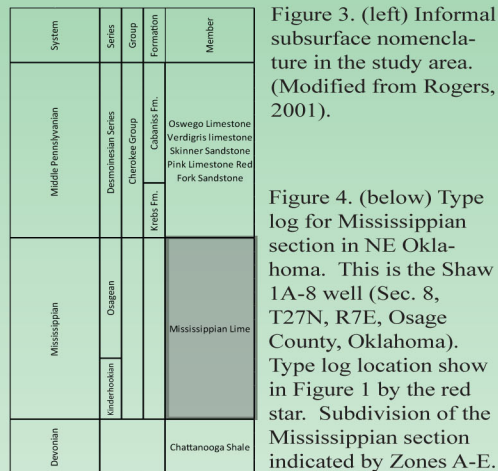 System
Series
Group
Formation
Member
Middle Pennslyvanian
Desmoinesian Series
Cherokee Group
Cabaniss Fm.
Krebs Fm.
Oswego Limestone
Verdigris limestone
Skinner Sandstone
Pink Limestone Red
Fork Sandstone
Mississippian
Osagean
Kinderhookian
Mississippian Lime
Devonian
Chattanooga Shale
Figure 3. (left) Informal
subsurface nomencla-
ture in the study area.
(Modified from Rogers,
2001).
Figure 4. (below) Type
log for Mississippian
section in NE Okla-
homa. This is the Shaw
1A-8 well (Sec. 8,
T27N, R7E, Osage
County, Oklahoma).
Type log location show
in Figure 1 by the red
star. Subdivision of the
Mississippian section
indicated by Zones A-E.